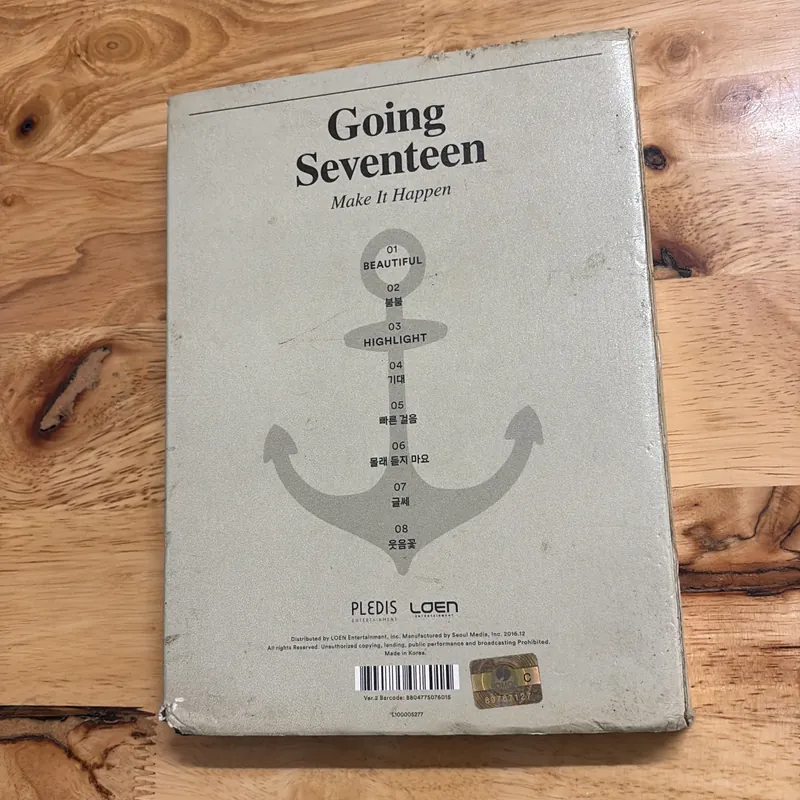 Going
Seventeen
Make It Happen
01
BEAUTIFUL
02
붐붐
03
HIGHLIGHT
04
기대
05
빠른 걸음
06
몰래 듣지 마요
07
글쎄
08
웃음꽃
PLEDIS LOEN
ENTERTAINMENT ENTERTAINMENT
Distributed by LOEN Entertainment, Inc. Manufactured by Seoul Media, Inc. 2016.12
All rights Reserved. Unauthorized copying, lending, public performance and broadcasting Prohibited.
Made in Korea.
Ver.2 Barcode: 8804775076015
L100005277
C
89767127